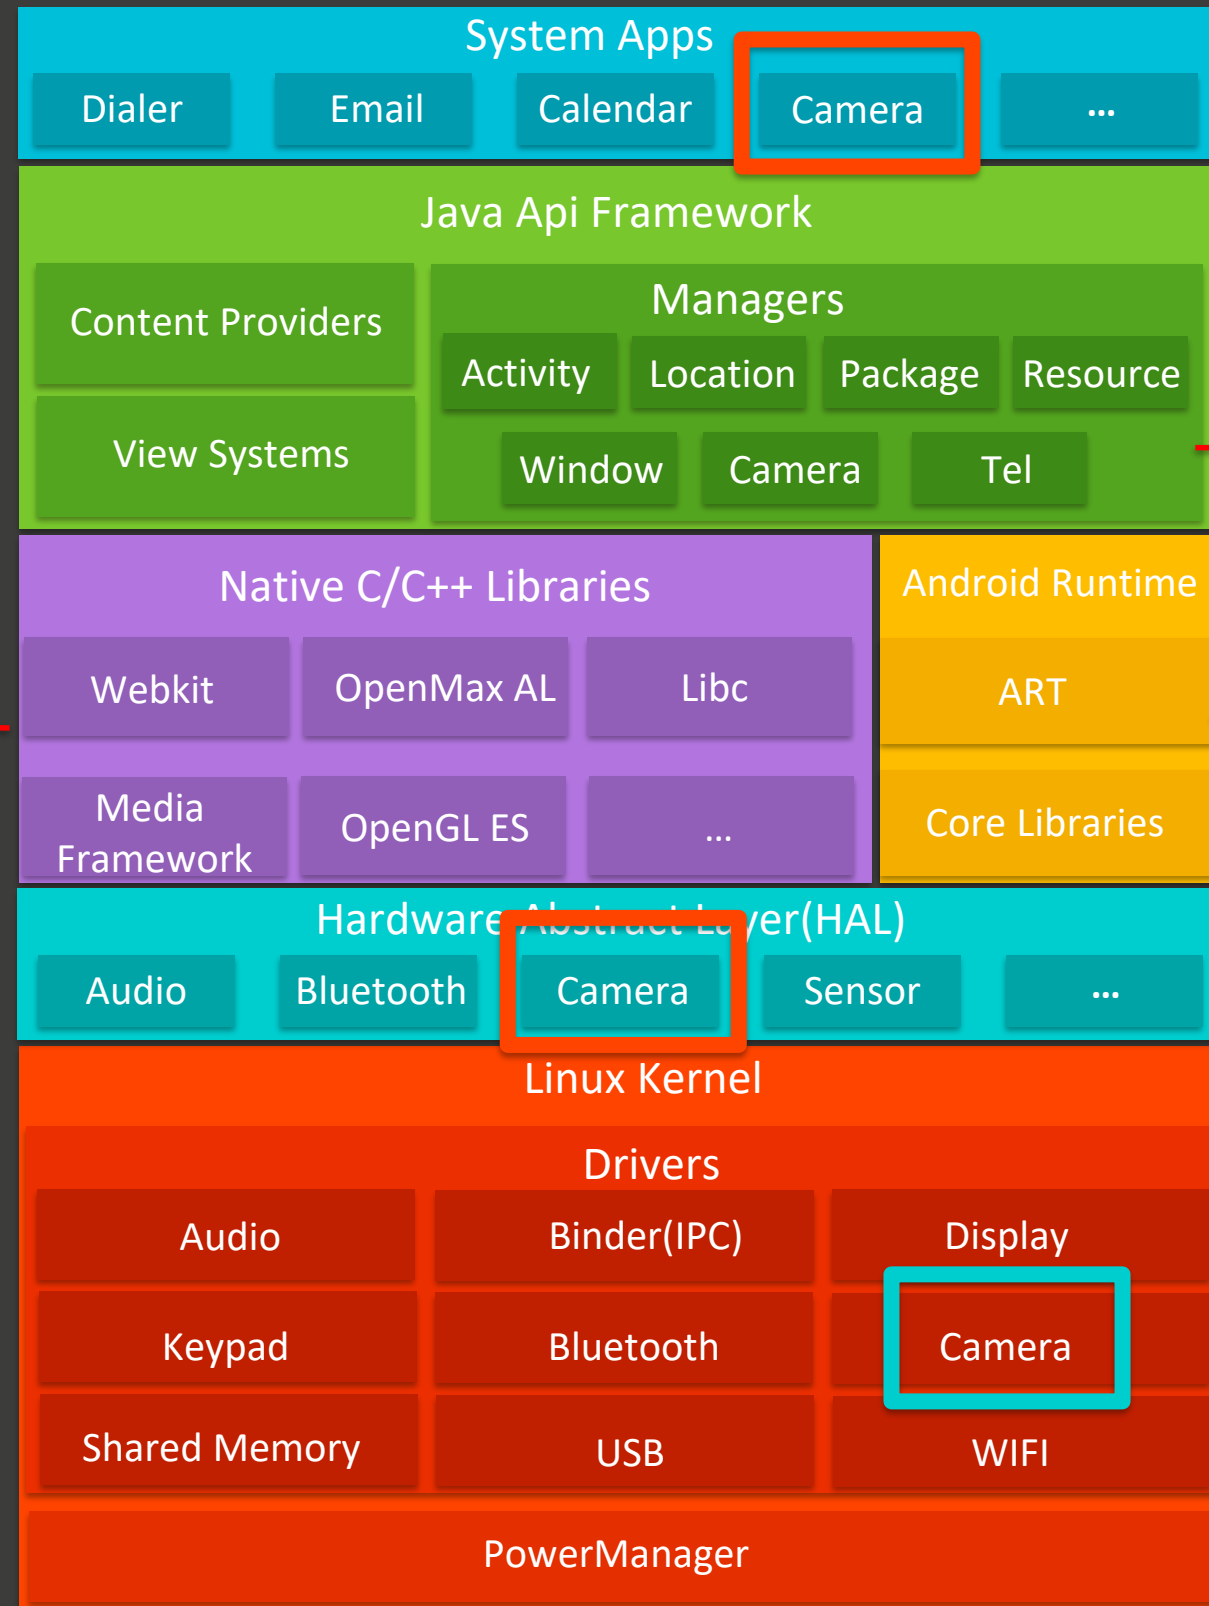 System Apps
Dialer Email Calendar Camera ...
Java Api Framework
Content Providers
View Systems
Managers
Activity Location Package Resource
Window Camera Tel
Native C/C++ Libraries
Webkit OpenMax AL Libc
Media
Framework
OpenGL ES ...
Android Runtime
ART
Core Libraries
Hardware Abstract Layer(HAL)
Audio Bluetooth Camera Sensor ...
Linux Kernel
Drivers
Audio Binder(IPC) Display
Keypad Bluetooth Camera
Shared Memory USB WIFI
PowerManager